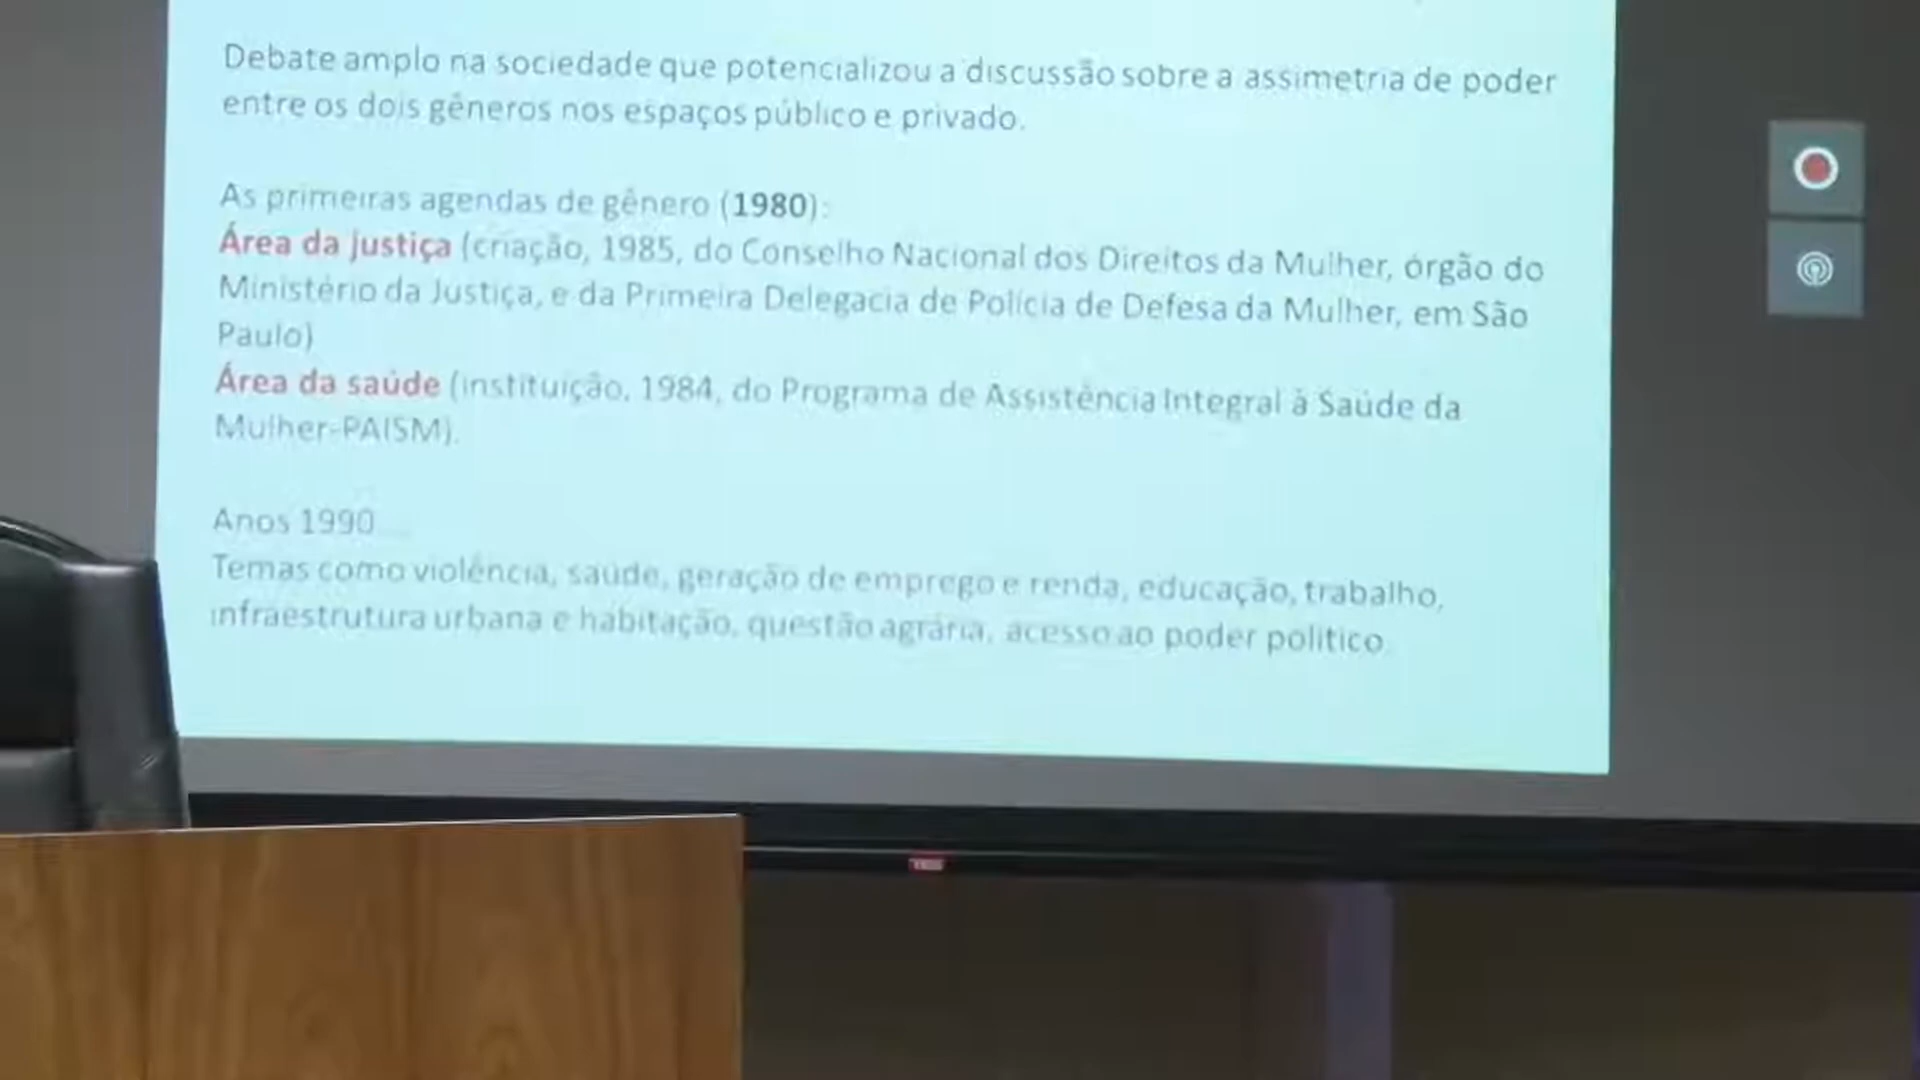 Debate amplo na sociedade que potencializou a discussão sobre a assimetria de poder
entre os dois gêneros nos espaços público e privado.
As primeiras agendas de gênero (1980):
Área da justiça (criação, 1985, do Conselho Nacional dos Direitos da Mulher, órgão do
Ministério da Justiça, e da Primeira Delegacia de Polícia de Defesa da Mulher, em São
Paulo)
Área da saúde (instituição, 1984, do Programa de Assistência Integral à Saúde da
Mulher-PAISM).
Anos 1990...
Temas como violência, saúde, geração de emprego e renda, educação, trabalho,
infraestrutura urbana e habitação, questão agrária, acesso ao poder político.